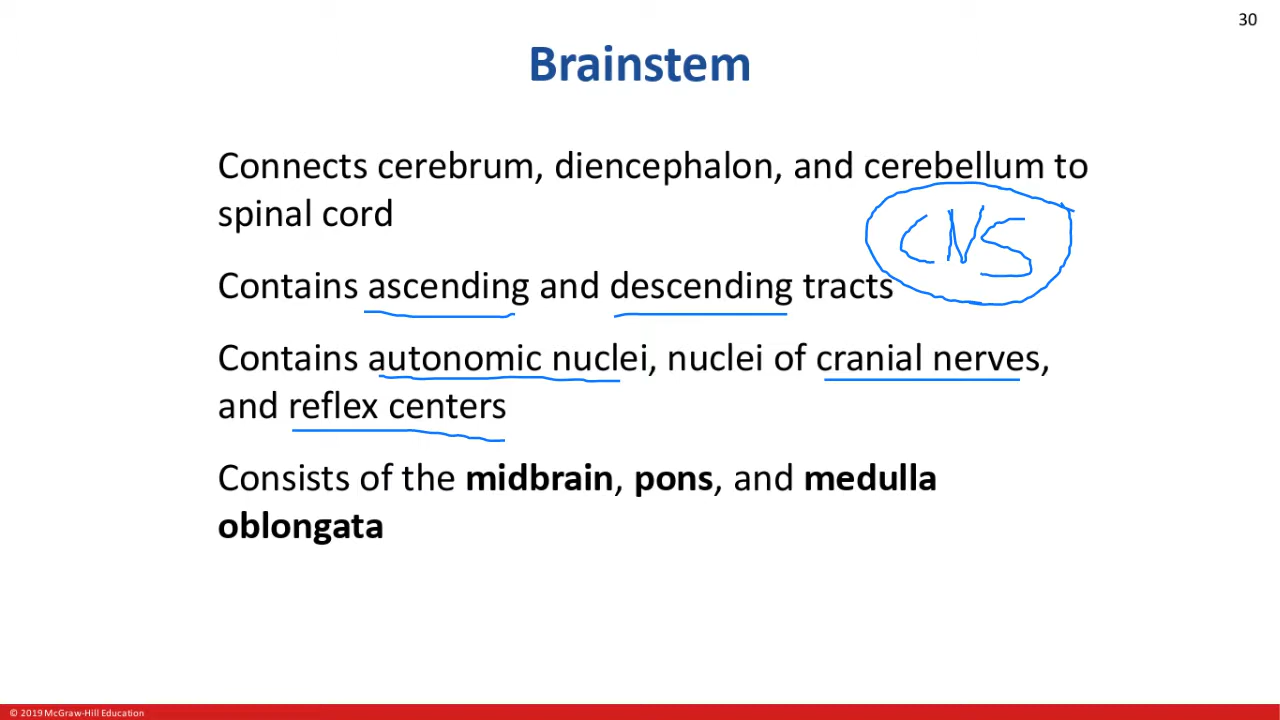 30
Brainstem
Connects cerebrum, diencephalon, and cerebellum to
spinal cord
CNS
Contains ascending and descending tracts
Contains autonomic nuclei, nuclei of cranial nerves,
and reflex centers
Consists of the midbrain, pons, and medulla
oblongata
© 2019 McGraw-Hill Education